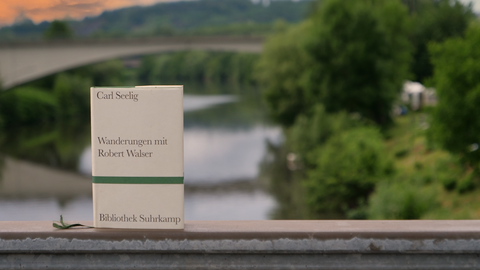 Carl Seelig
Wanderungen mit
Robert Walser
Bibliothek Suhrkamp